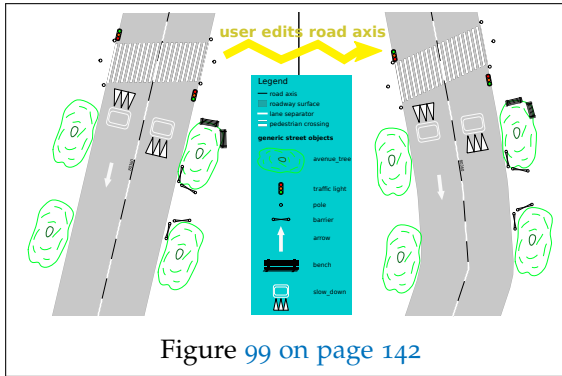 user edits road axis
Legend
road axis
roadway surface
lane separator
pedestrian crossing
generic street objects
avenue_tree
traffic light
pole
barrier
arrow
bench
slow_down
Figure 99 on page 142